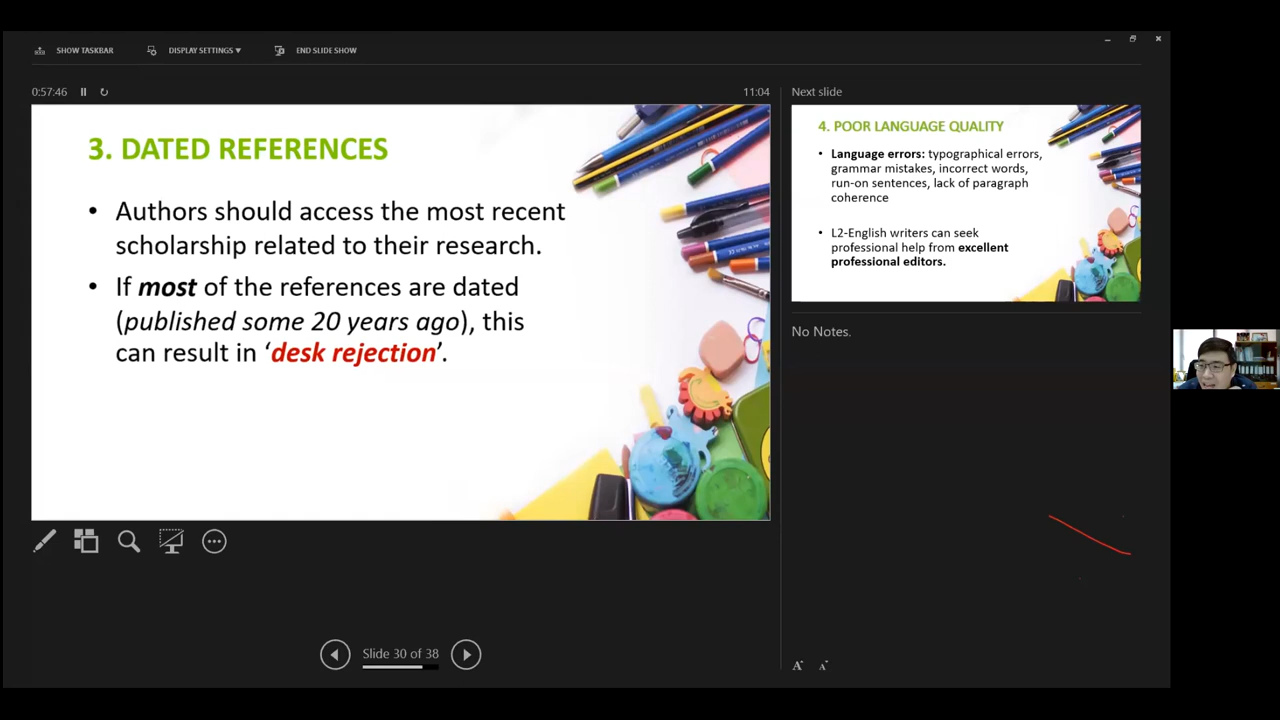 SHOW TASKBAR
DISPLAY SETTINGS ▾
END SLIDE SHOW
0:57:46
11:04
3. DATED REFERENCES
• Authors should access the most recent
scholarship related to their research.
• If most of the references are dated
(published some 20 years ago), this
can result in ‘desk rejection’.
Slide 30 of 38
Next slide
4. POOR LANGUAGE QUALITY
• Language errors: typographical errors,
grammar mistakes, incorrect words,
run-on sentences, lack of paragraph
coherence
• L2-English writers can seek
professional help from excellent
professional editors.
No Notes.
A A